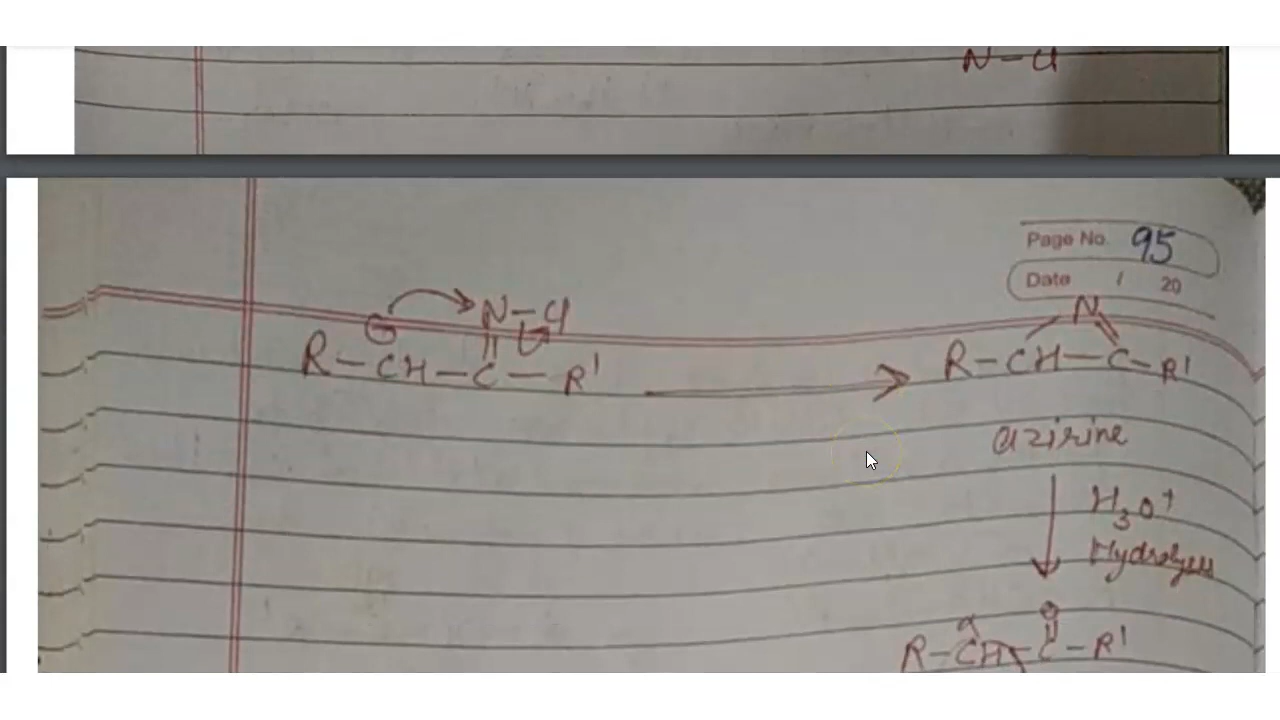 N-Cl
Page No. 95
Date / 20
N-Cl
R-CH-C-R'
N
R-CH-C-R'
azirine
H3O+
Hydrolysis
α O
R-CH-C-R'